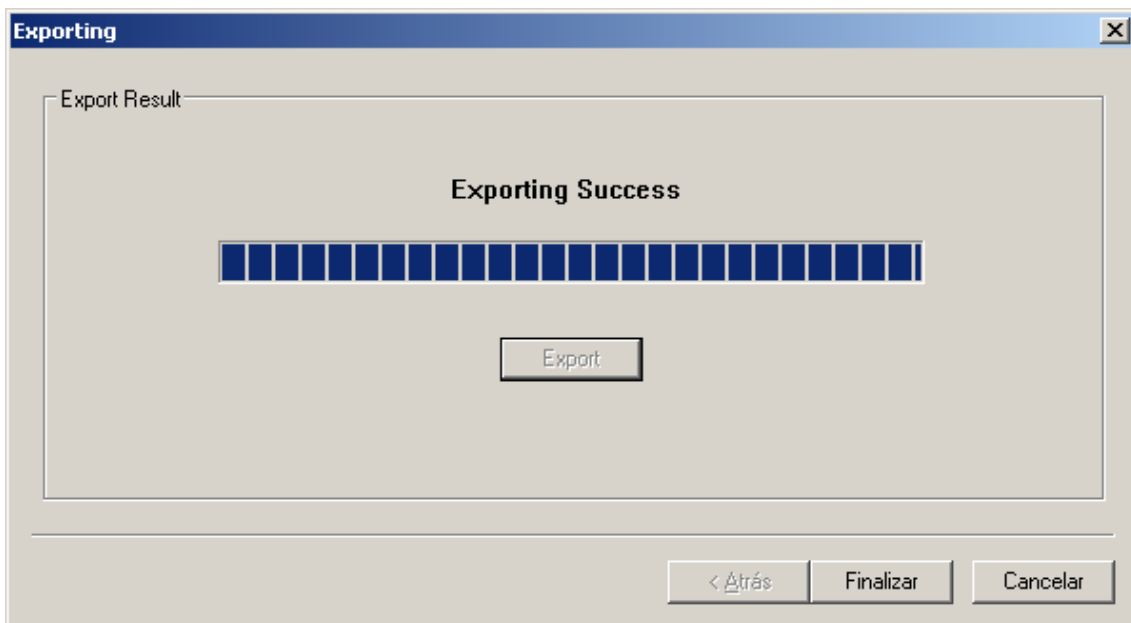 Exporting
Export Result
Exporting Success
Export
< Atrás
Finalizar
Cancelar